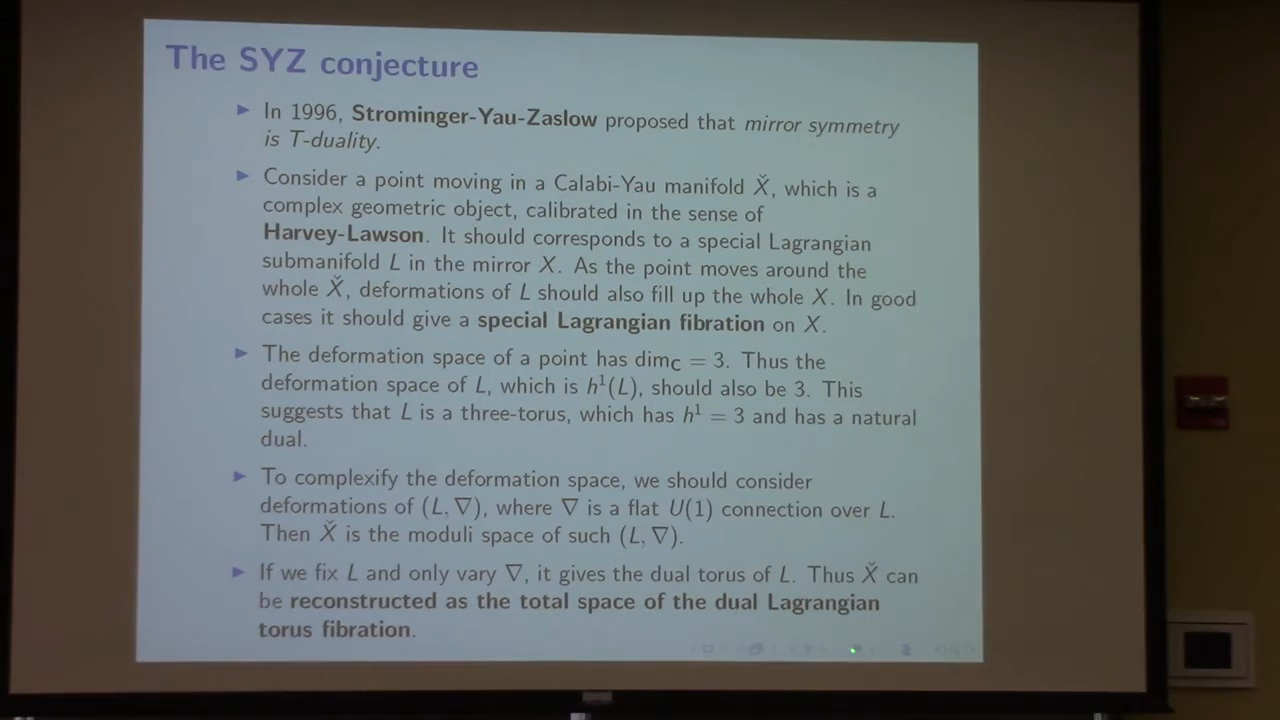 The SYZ conjecture
▶ In 1996, Strominger-Yau-Zaslow proposed that mirror symmetry
is T-duality.
▶ Consider a point moving in a Calabi-Yau manifold X̌, which is a
complex geometric object, calibrated in the sense of
Harvey-Lawson. It should corresponds to a special Lagrangian
submanifold L in the mirror X. As the point moves around the
whole X̌, deformations of L should also fill up the whole X. In good
cases it should give a special Lagrangian fibration on X.
▶ The deformation space of a point has dim_C = 3. Thus the
deformation space of L, which is h¹(L), should also be 3. This
suggests that L is a three-torus, which has h¹ = 3 and has a natural
dual.
▶ To complexify the deformation space, we should consider
deformations of (L, ∇), where ∇ is a flat U(1) connection over L.
Then X̌ is the moduli space of such (L, ∇).
▶ If we fix L and only vary ∇, it gives the dual torus of L. Thus X̌ can
be reconstructed as the total space of the dual Lagrangian
torus fibration.